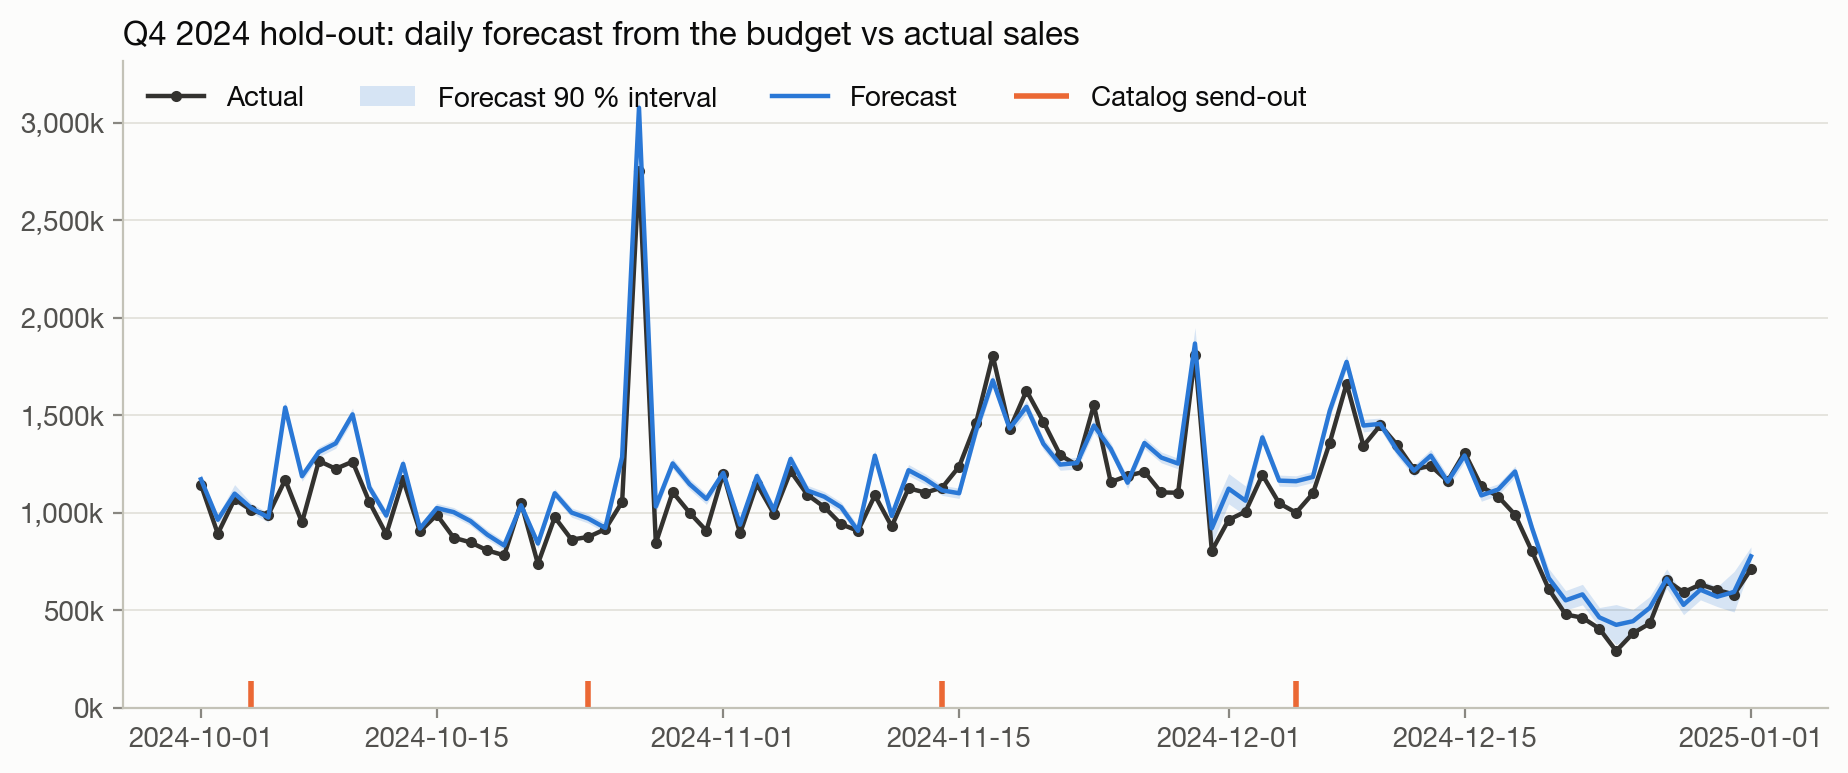 Q4 2024 hold-out: daily forecast from the budget vs actual sales
Actual
Forecast 90 % interval
Forecast
Catalog send-out
3,000k
2,500k
2,000k
1,500k
1,000k
500k
0k
2024-10-01
2024-10-15
2024-11-01
2024-11-15
2024-12-01
2024-12-15
2025-01-01